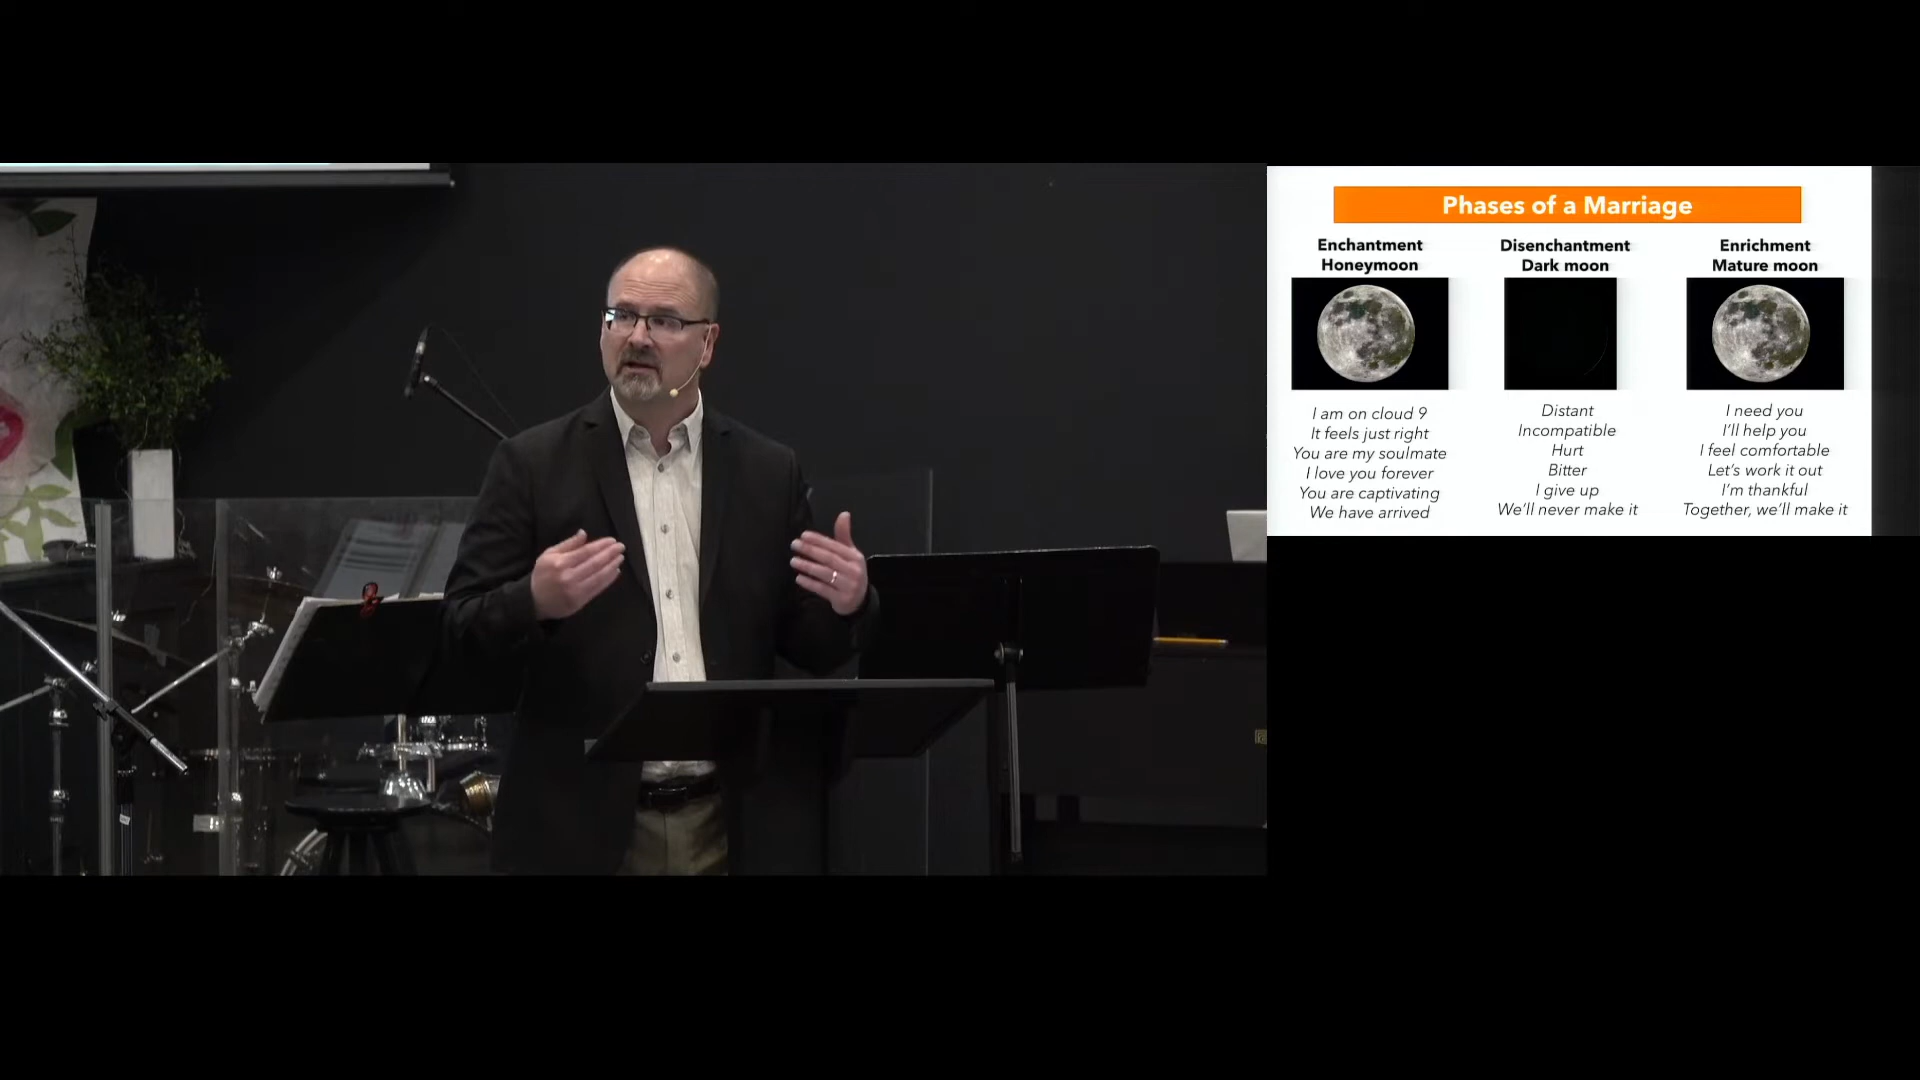 Phases of a Marriage
Enchantment
Honeymoon
I am on cloud 9
It feels just right
You are my soulmate
I love you forever
You are captivating
We have arrived
Disenchantment
Dark moon
Distant
Incompatible
Hurt
Bitter
I give up
We'll never make it
Enrichment
Mature moon
I need you
I'll help you
I feel comfortable
Let's work it out
I'm thankful
Together, we'll make it